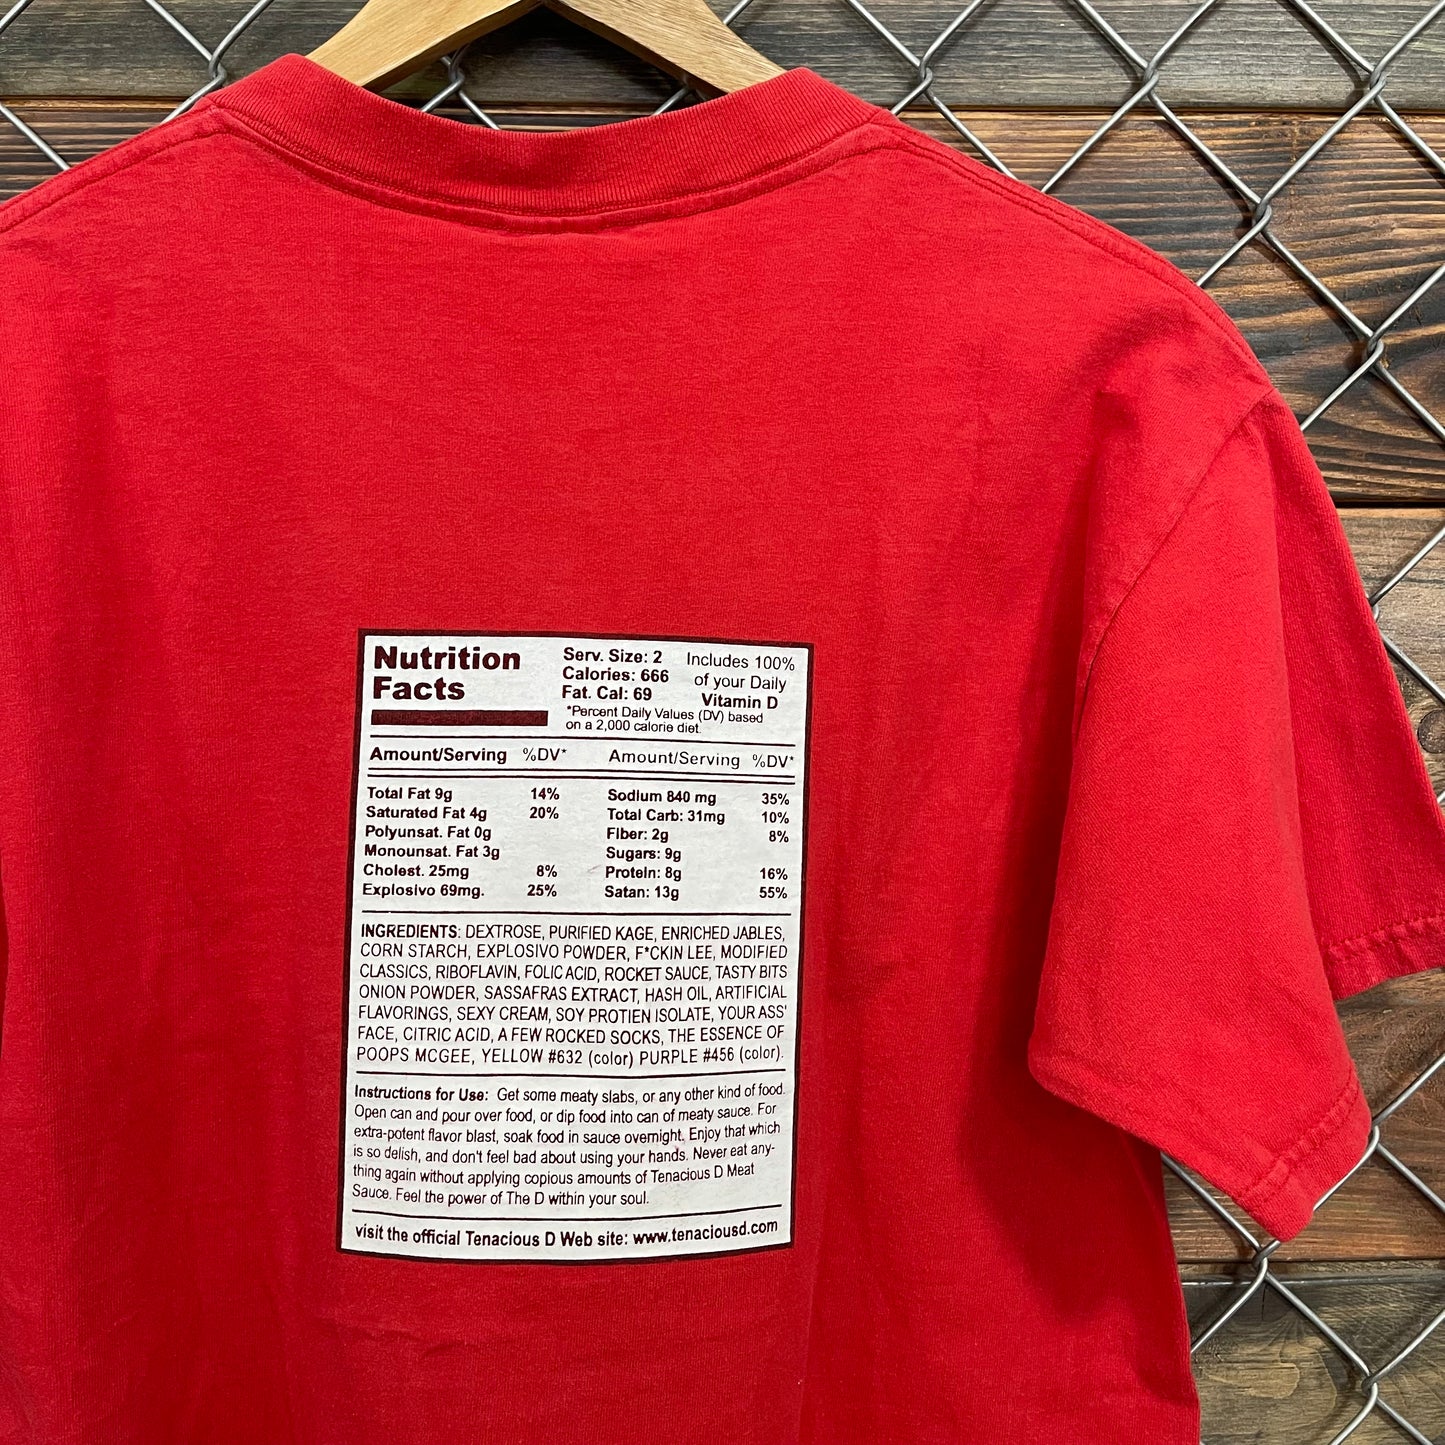 Nutrition
Facts
Serv. Size: 2
Calories: 666
Fat. Cal: 69
Includes 100%
of your Daily
Vitamin D
*Percent Daily Values (DV) based
on a 2,000 calorie diet.
Amount/Serving %DV* Amount/Serving %DV*
Total Fat 9g 14% Sodium 840 mg 35%
Saturated Fat 4g 20% Total Carb: 31mg 10%
Polyunsat. Fat 0g Fiber: 2g 8%
Monounsat. Fat 3g Sugars: 9g
Cholest. 25mg 8% Protein: 8g 16%
Explosivo 69mg. 25% Satan: 13g 55%
INGREDIENTS: DEXTROSE, PURIFIED KAGE, ENRICHED JABLES,
CORN STARCH, EXPLOSIVO POWDER, F*CKIN LEE, MODIFIED
CLASSICS, RIBOFLAVIN, FOLIC ACID, ROCKET SAUCE, TASTY BITS
ONION POWDER, SASSAFRAS EXTRACT, HASH OIL, ARTIFICIAL
FLAVORINGS, SEXY CREAM, SOY PROTIEN ISOLATE, YOUR ASS'
FACE, CITRIC ACID, A FEW ROCKED SOCKS, THE ESSENCE OF
POOPS MCGEE, YELLOW #632 (color) PURPLE #456 (color).
Instructions for Use: Get some meaty slabs, or any other kind of food.
Open can and pour over food, or dip food into can of meaty sauce. For
extra-potent flavor blast, soak food in sauce overnight. Enjoy that which
is so delish, and don't feel bad about using your hands. Never eat any-
thing again without applying copious amounts of Tenacious D Meat
Sauce. Feel the power of The D within your soul.
visit the official Tenacious D Web site: www.tenaciousd.com